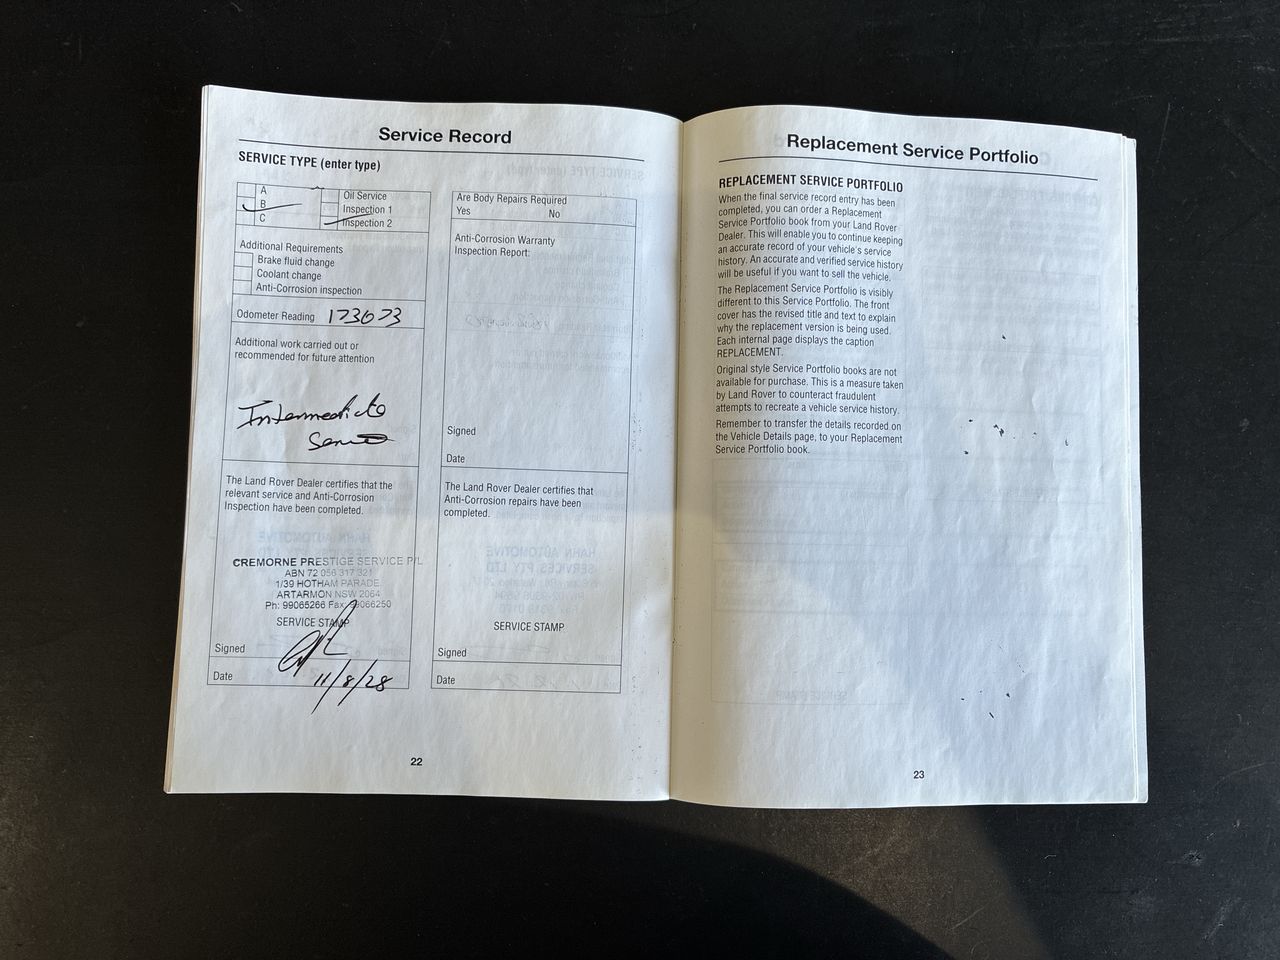 Service Record
SERVICE TYPE (enter type)
A
B
C
Oil Service
Inspection 1
Inspection 2
Additional Requirements
Brake fluid change
Coolant change
Anti-Corrosion inspection
Odometer Reading 173673
Additional work carried out or
recommended for future attention
Intermediate
Service
The Land Rover Dealer certifies that the
relevant service and Anti-Corrosion
Inspection have been completed.
CREMORNE PRESTIGE SERVICE P/L
ABN 72 056 317 321
1/39 HOTHAM PARADE
ARTARMON NSW 2064
Ph: 99065266 Fax: 99066250
SERVICE STAMP
Signed
Date 11/8/28
Are Body Repairs Required
Yes No
Anti-Corrosion Warranty
Inspection Report:
Signed
Date
The Land Rover Dealer certifies that
Anti-Corrosion repairs have been
completed.
SERVICE STAMP
Signed
Date
22
Replacement Service Portfolio
REPLACEMENT SERVICE PORTFOLIO
When the final service record entry has been
completed, you can order a Replacement
Service Portfolio book from your Land Rover
Dealer. This will enable you to continue keeping
an accurate record of your vehicle's service
history. An accurate and verified service history
will be useful if you want to sell the vehicle.
The Replacement Service Portfolio is visibly
different to this Service Portfolio. The front
cover has the revised title and text to explain
why the replacement version is being used.
Each internal page displays the caption
REPLACEMENT.
Original style Service Portfolio books are not
available for purchase. This is a measure taken
by Land Rover to counteract fraudulent
attempts to recreate a vehicle service history.
Remember to transfer the details recorded on
the Vehicle Details page, to your Replacement
Service Portfolio book.
23